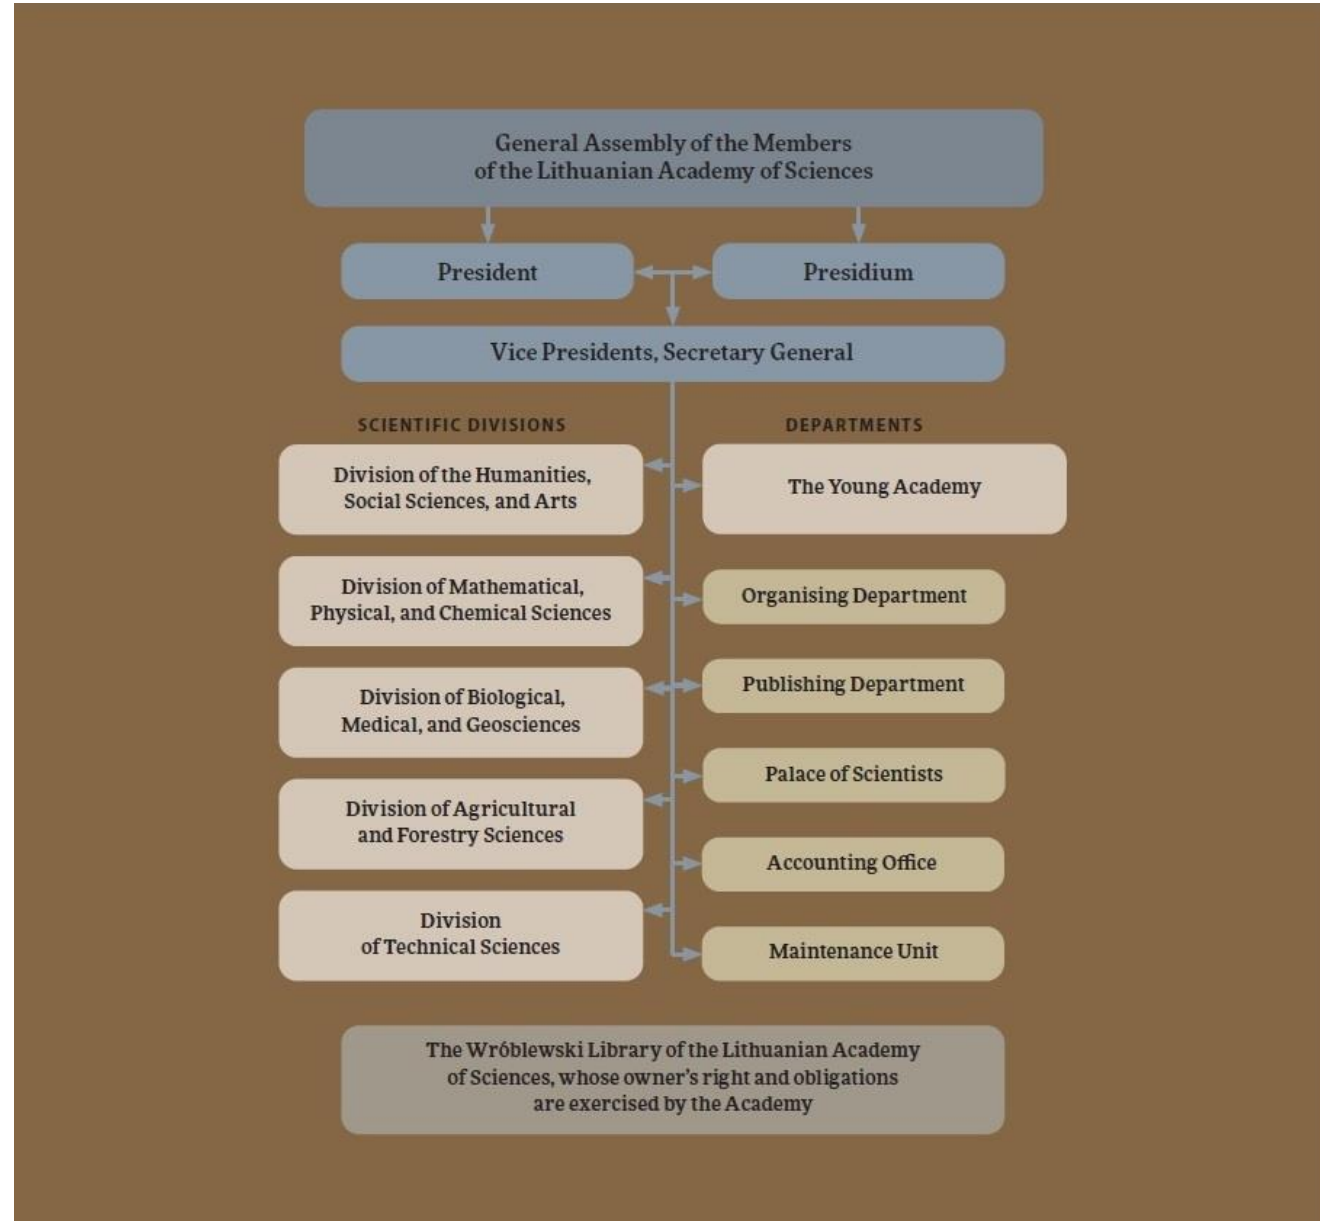 General Assembly of the Members
of the Lithuanian Academy of Sciences
President
Presidium
Vice Presidents, Secretary General
SCIENTIFIC DIVISIONS
Division of the Humanities,
Social Sciences, and Arts
Division of Mathematical,
Physical, and Chemical Sciences
Division of Biological,
Medical, and Geosciences
Division of Agricultural
and Forestry Sciences
Division
of Technical Sciences
DEPARTMENTS
The Young Academy
Organising Department
Publishing Department
Palace of Scientists
Accounting Office
Maintenance Unit
The Wróblewski Library of the Lithuanian Academy
of Sciences, whose owner's right and obligations
are exercised by the Academy